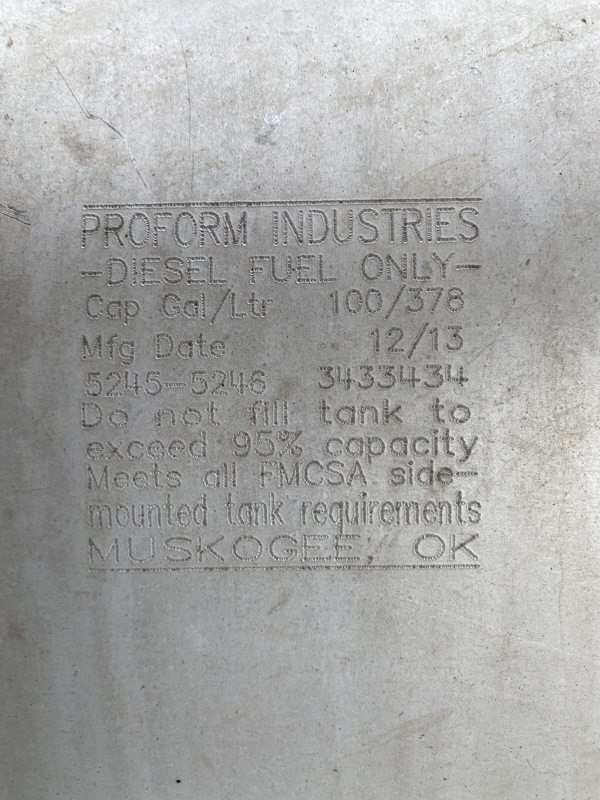 PROFORM INDUSTRIES
-DIESEL FUEL ONLY-
Cap Gal/Ltr 100/378
Mfg Date 12/13
5245-5246 3433434
Do not fill tank to
exceed 95% capacity
Meets all FMCSA side-
mounted tank requirements
MUSKOGEE, OK